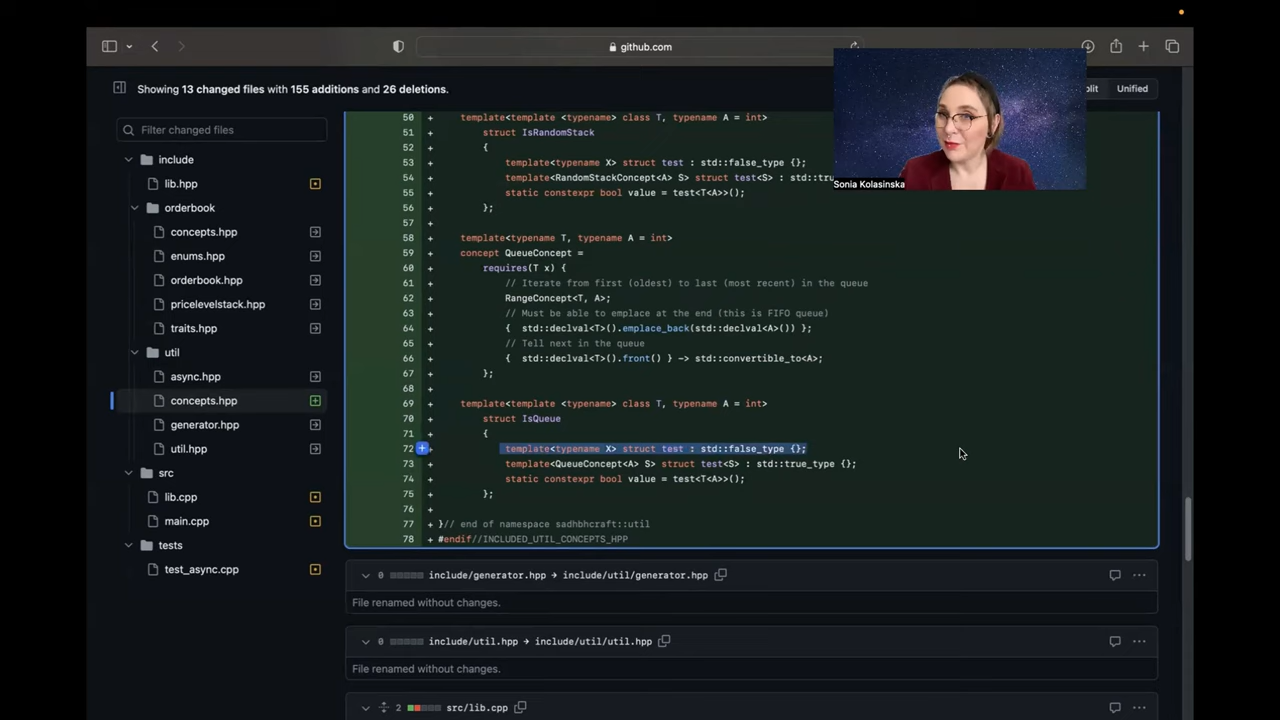 github.com
Showing 13 changed files with 155 additions and 26 deletions.
Unified
Filter changed files
include
lib.hpp
orderbook
concepts.hpp
enums.hpp
orderbook.hpp
pricelevelstack.hpp
traits.hpp
util
async.hpp
concepts.hpp
generator.hpp
util.hpp
src
lib.cpp
main.cpp
tests
test_async.cpp
Sonia Kolasinska
50 + template<template <typename> class T, typename A = int>
51 + struct IsRandomStack
52 + {
53 + template<typename X> struct test : std::false_type {};
54 + template<RandomStackConcept<A> S> struct test<S> :
55 + static constexpr bool value = test<T<A>>();
56 + };
57 +
58 + template<typename T, typename A = int>
59 + concept QueueConcept =
60 + requires(T x) {
61 + // Iterate from first (oldest) to last (most recent) in the queue
62 + RangeConcept<T, A>;
63 + // Must be able to emplace at the end (this is FIFO queue)
64 + { std::declval<T>().emplace_back(std::declval<A>()) };
65 + // Tell next in the queue
66 + { std::declval<T>().front() } -> std::convertible_to<A>;
67 + };
68 +
69 + template<template <typename> class T, typename A = int>
70 + struct IsQueue
71 + {
72 + template<typename X> struct test : std::false_type {};
73 + template<QueueConcept<A> S> struct test<S> : std::true_type {};
74 + static constexpr bool value = test<T<A>>();
75 + };
76 +
77 + }// end of namespace sadhbhcraft::util
78 + #endif//INCLUDED_UTIL_CONCEPTS_HPP
0 include/generator.hpp → include/util/generator.hpp
File renamed without changes.
0 include/util.hpp → include/util/util.hpp
File renamed without changes.
2 src/lib.cpp